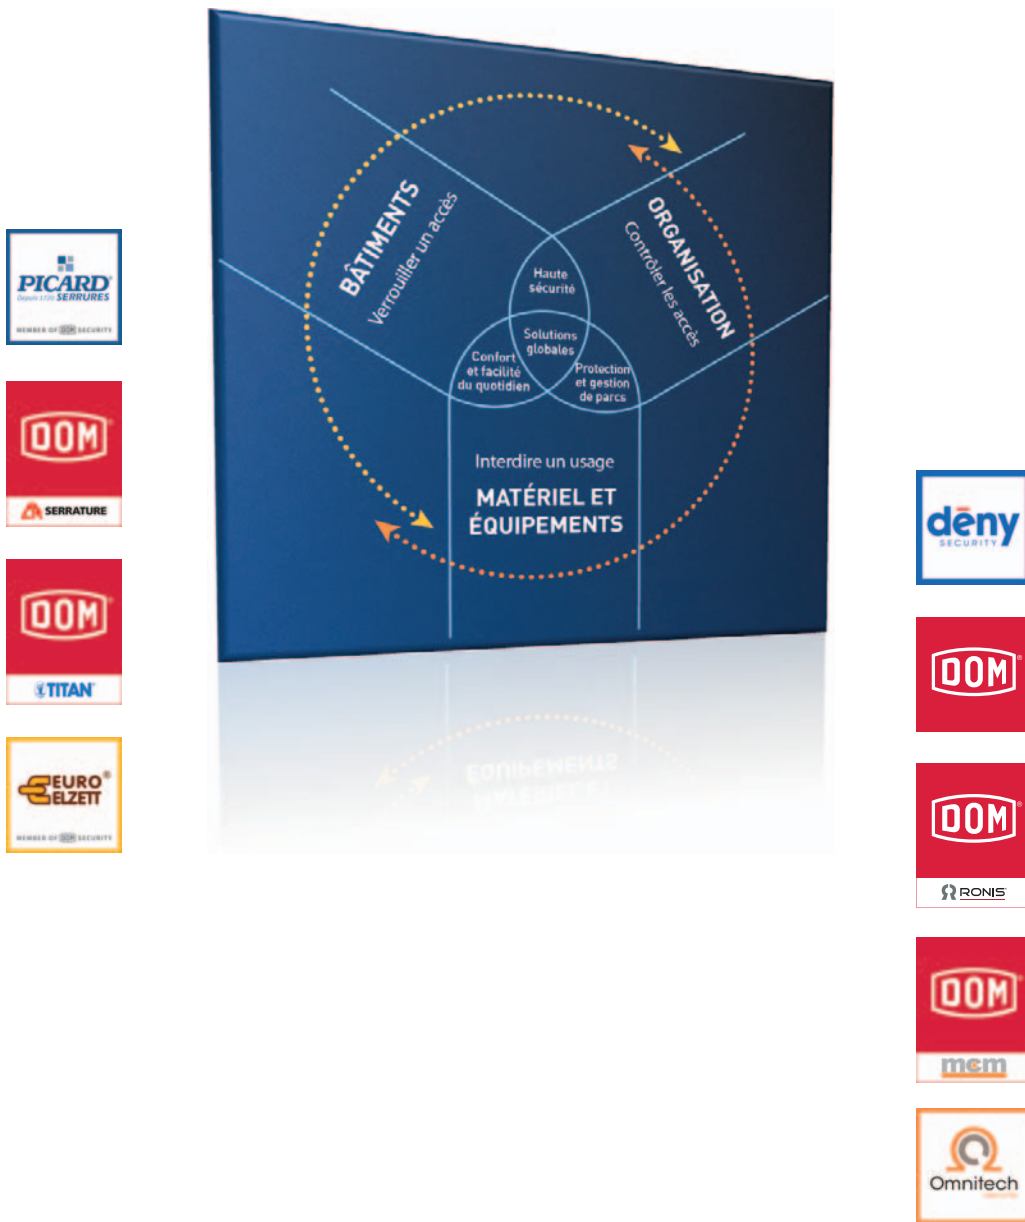 BÂTIMENTS
Verrouiller un accès
ORGANISATION
Contrôler les accès
Haute
sécurité
Solutions
globales
Confort
et facilité
du quotidien
Protection
et gestion
de parcs
Interdire un usage
MATÉRIEL ET
ÉQUIPEMENTS
PICARD®
Depuis 1720 SERRURES
MEMBER OF DOM SECURITY
DOM®
SERRATURE
DOM®
TITAN®
EURO®
ELZETT
MEMBER OF DOM SECURITY
dēny
SECURITY
DOM®
DOM®
RONIS
DOM®
mcm
Omnitech